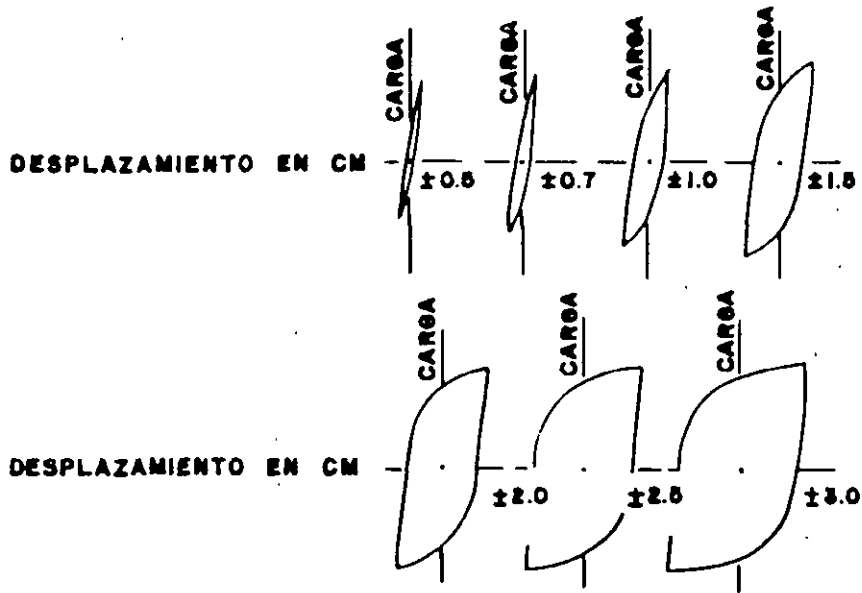 CARGA
CARGA
CARGA
CARGA
DESPLAZAMIENTO EN CM
±0.5
±0.7
±1.0
±1.5
CARGA
CARGA
CARGA
DESPLAZAMIENTO EN CM
±2.0
±2.5
±3.0